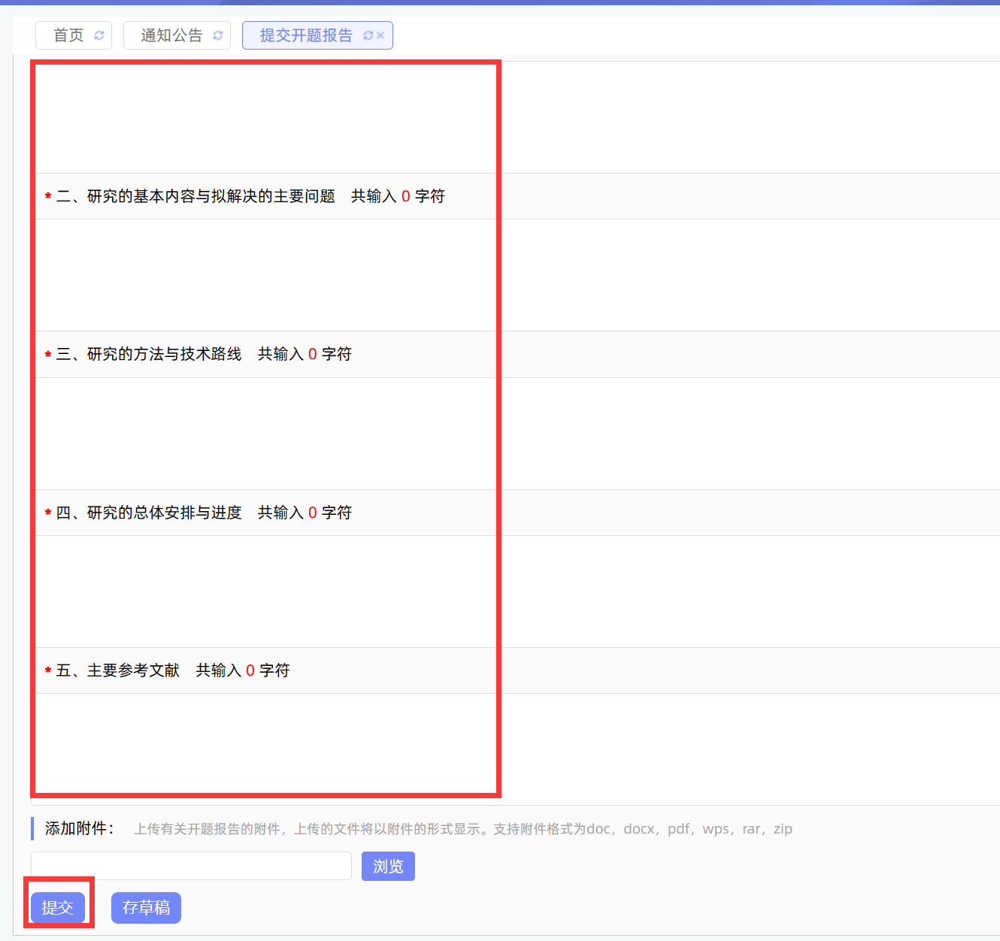 首页 通知公告 提交开题报告
* 二、研究的基本内容与拟解决的主要问题 共输入 0 字符
* 三、研究的方法与技术路线 共输入 0 字符
* 四、研究的总体安排与进度 共输入 0 字符
* 五、主要参考文献 共输入 0 字符
添加附件： 上传有关开题报告的附件，上传的文件将以附件的形式显示。支持附件格式为doc，docx，pdf，wps，rar，zip
浏览
提交 存草稿